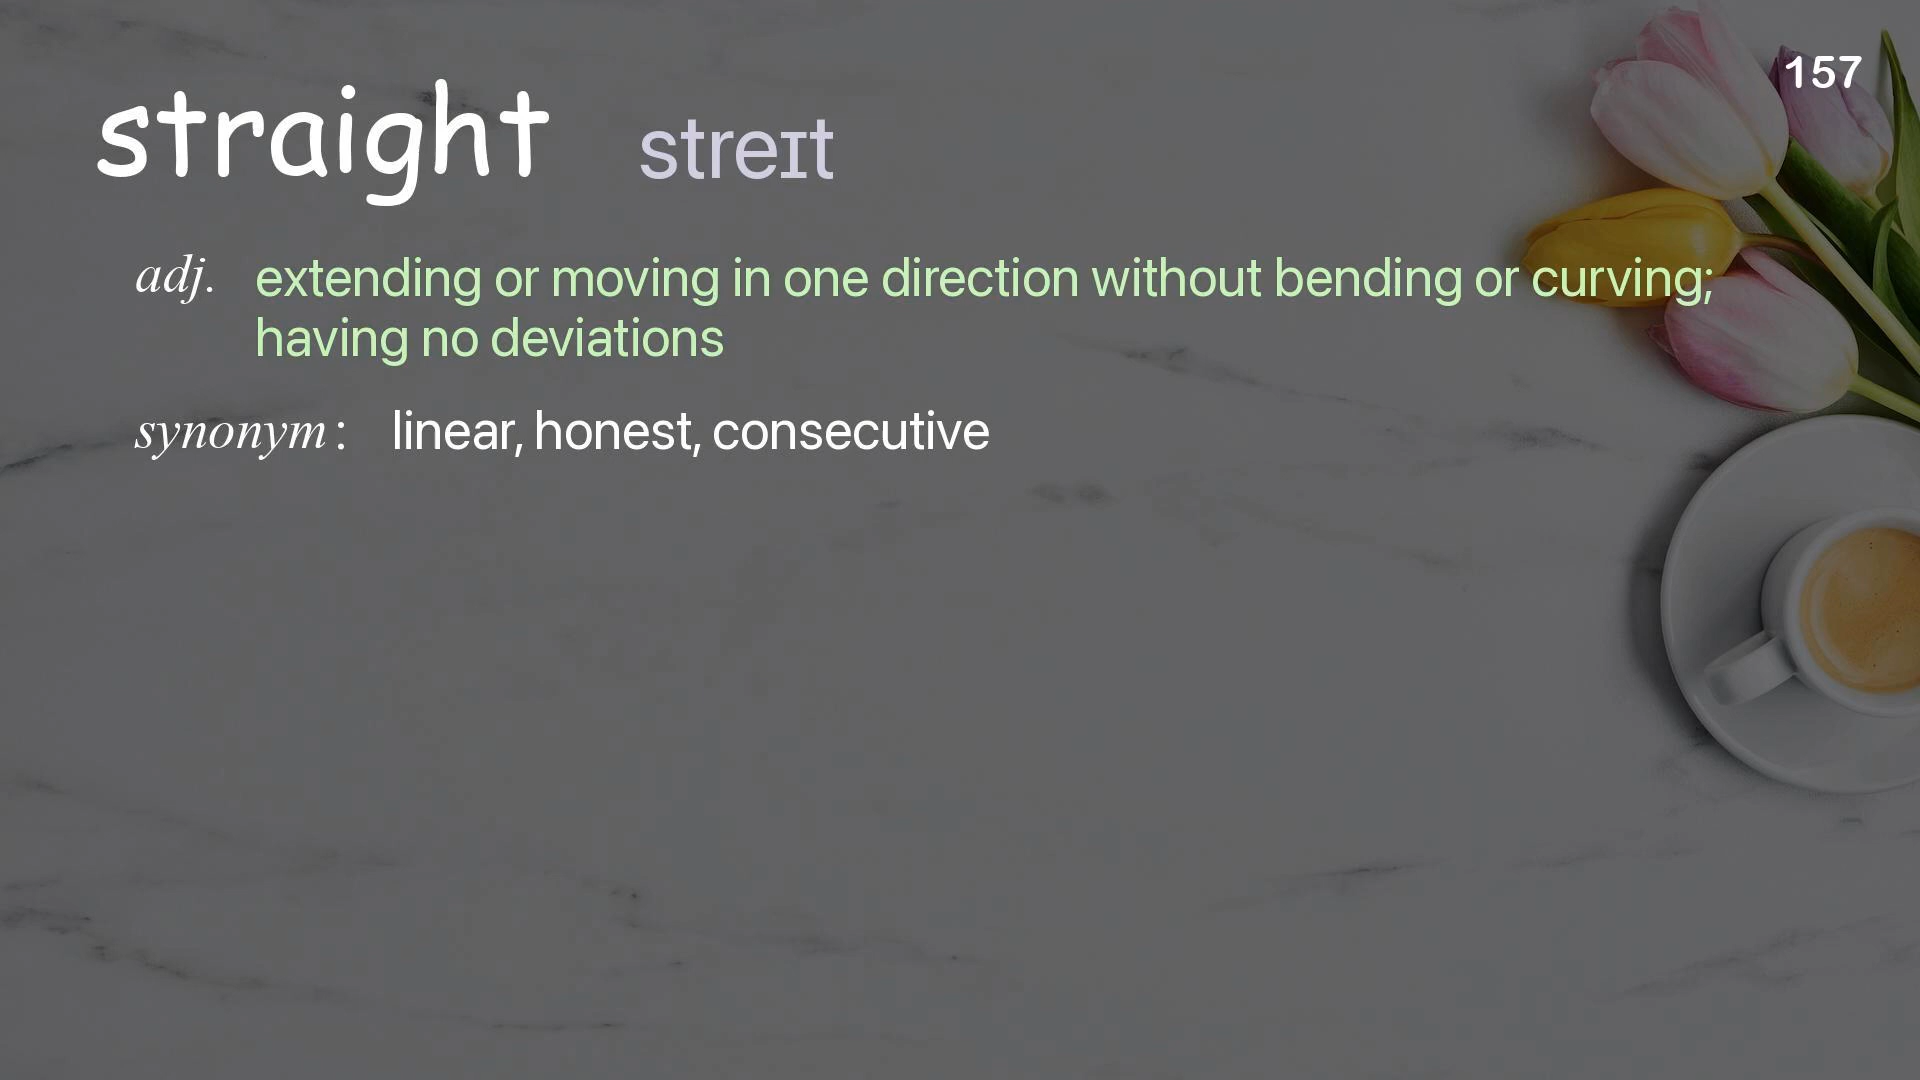 157
straight streɪt
adj. extending or moving in one direction without bending or curving;
having no deviations
synonym: linear, honest, consecutive